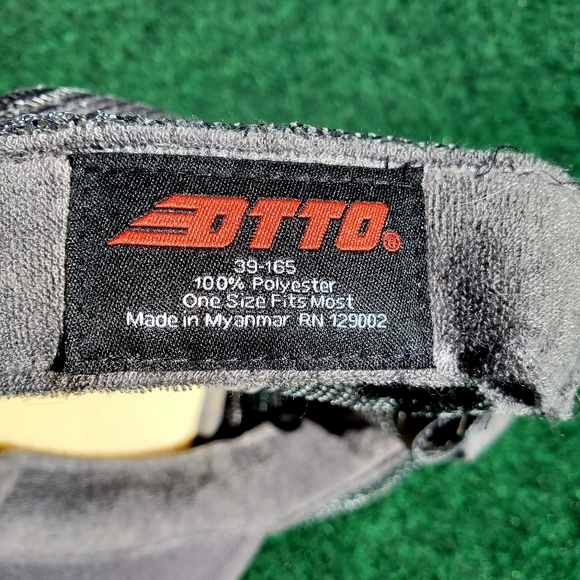 OTTO®
39-165
100% Polyester
One Size Fits Most
Made in Myanmar RN 129002